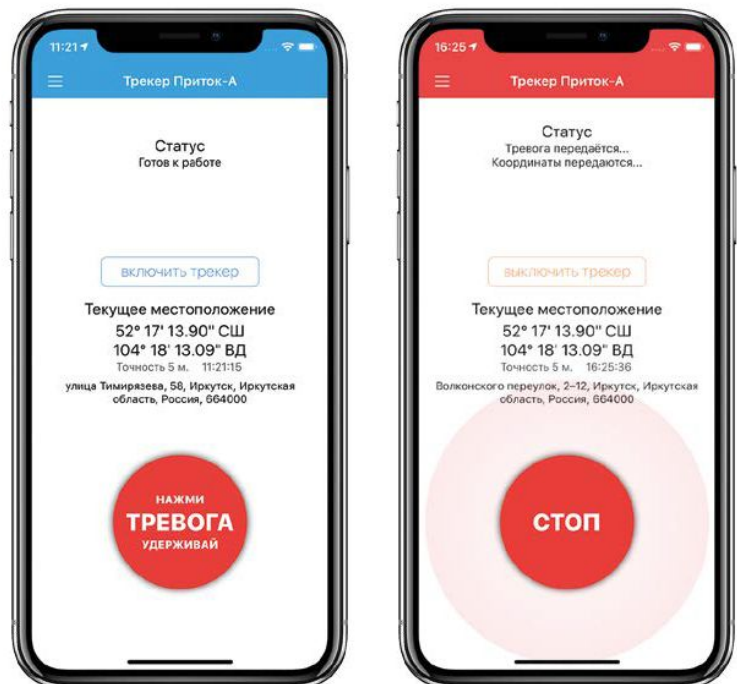 11:21
Трекер Приток-А
Статус
Готов к работе
включить трекер
Текущее местоположение
52° 17' 13.90" СШ
104° 18' 13.09" ВД
Точность 5 м. 11:21:15
улица Тимирязева, 58, Иркутск, Иркутская
область, Россия, 664000
НАЖМИ
ТРЕВОГА
УДЕРЖИВАЙ
16:25
Трекер Приток-А
Статус
Тревога передаётся...
Координаты передаются...
выключить трекер
Текущее местоположение
52° 17' 13.90" СШ
104° 18' 13.09" ВД
Точность 5 м. 16:25:36
Волконского переулок, 2–12, Иркутск, Иркутская
область, Россия, 664000
СТОП